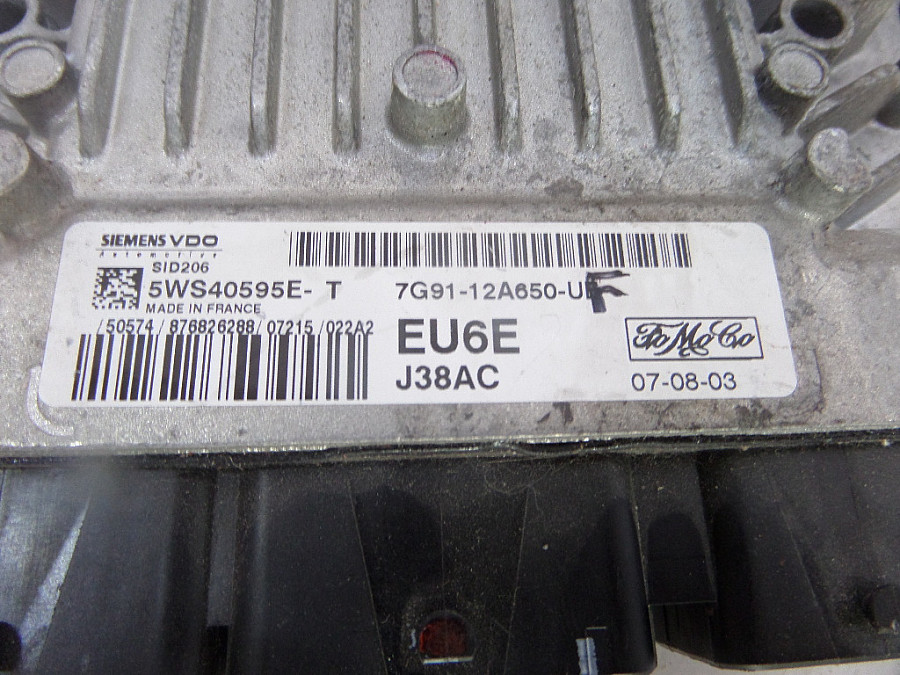 SIEMENS VDO
Automotive
SID206
5WS40595E- T
MADE IN FRANCE
/50574/876826288/07215/022A2
7G91-12A650-UF
EU6E
J38AC
FoMoCo
07-08-03